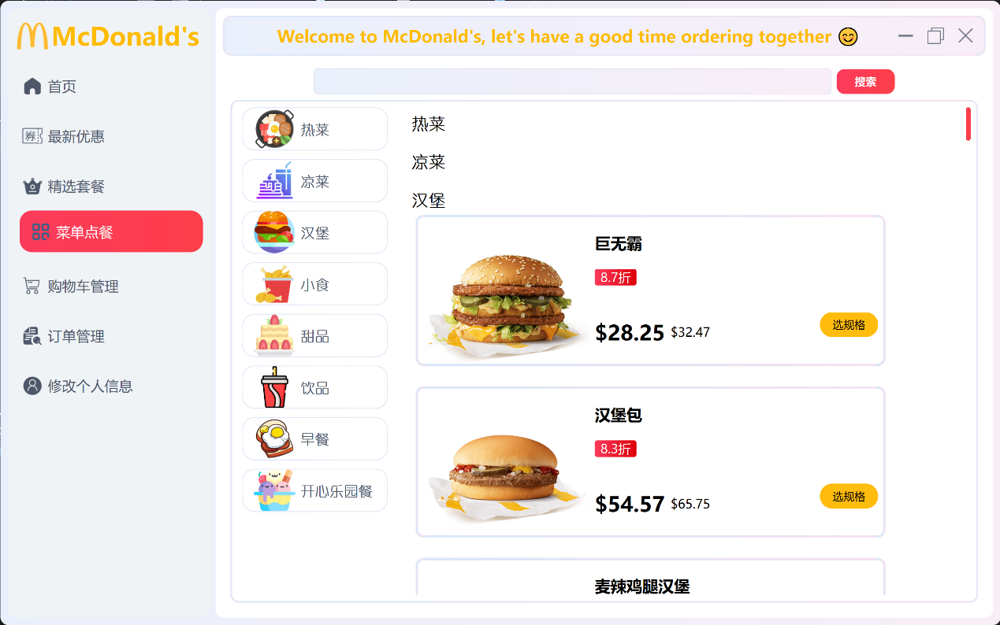 McDonald's
首页
券
最新优惠
精选套餐
菜单点餐
购物车管理
订单管理
修改个人信息
Welcome to McDonald's, let's have a good time ordering together 😊
搜索
热菜
凉菜
汉堡
小食
甜品
饮品
早餐
开心乐园餐
热菜
凉菜
汉堡
巨无霸
8.7折
$28.25 $32.47
选规格
汉堡包
8.3折
$54.57 $65.75
选规格
麦辣鸡腿汉堡